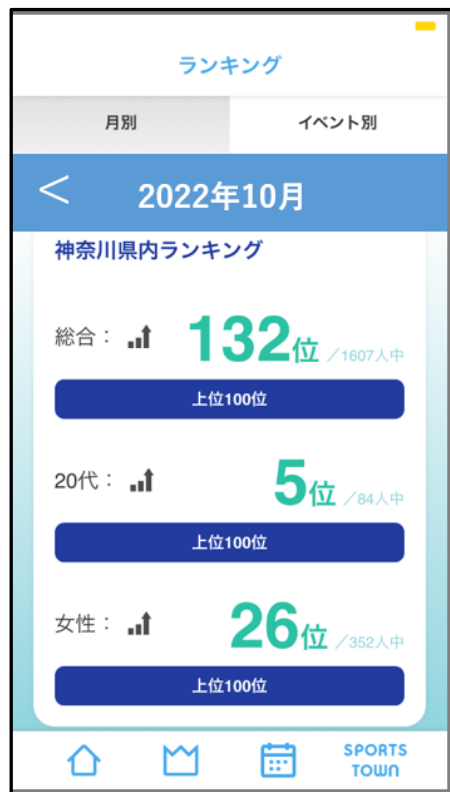 ランキング
月別
イベント別
< 2022年10月
神奈川県内ランキング
総合： 132位 /1607人中
上位100位
20代： 5位 /84人中
上位100位
女性： 26位 /352人中
上位100位
SPORTS
TOWN